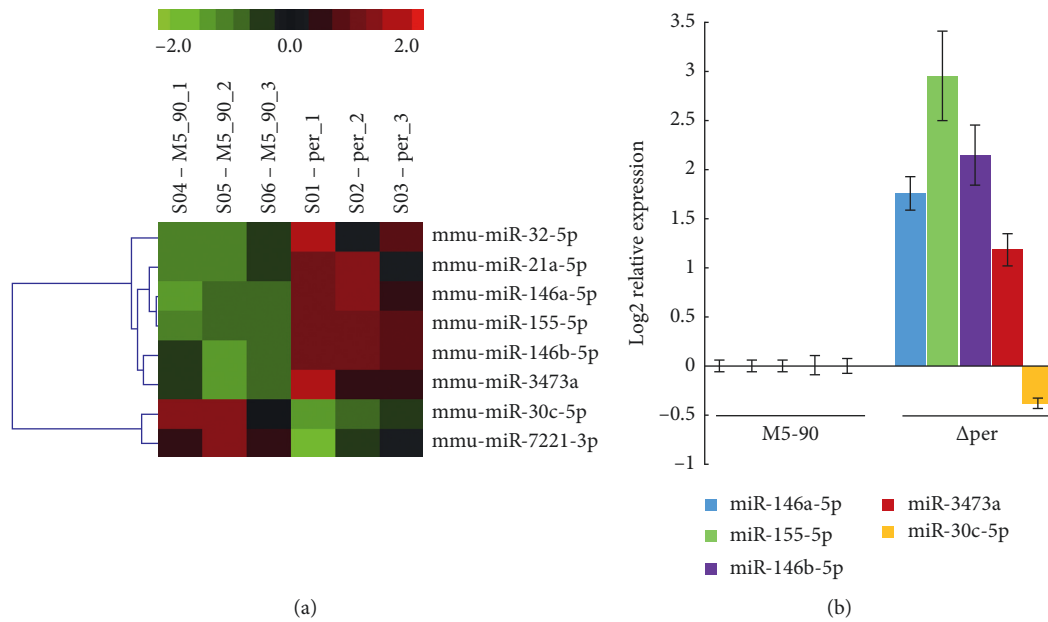 −2.0 0.0 2.0
S04 – M5_90_1
S05 – M5_90_2
S06 – M5_90_3
S01 – per_1
S02 – per_2
S03 – per_3
mmu-miR-32-5p
mmu-miR-21a-5p
mmu-miR-146a-5p
mmu-miR-155-5p
mmu-miR-146b-5p
mmu-miR-3473a
mmu-miR-30c-5p
mmu-miR-7221-3p
(a)
Log2 relative expression
3.5
3
2.5
2
1.5
1
0.5
0
−0.5
−1
M5-90
Δper
miR-146a-5p
miR-155-5p
miR-146b-5p
miR-3473a
miR-30c-5p
(b)